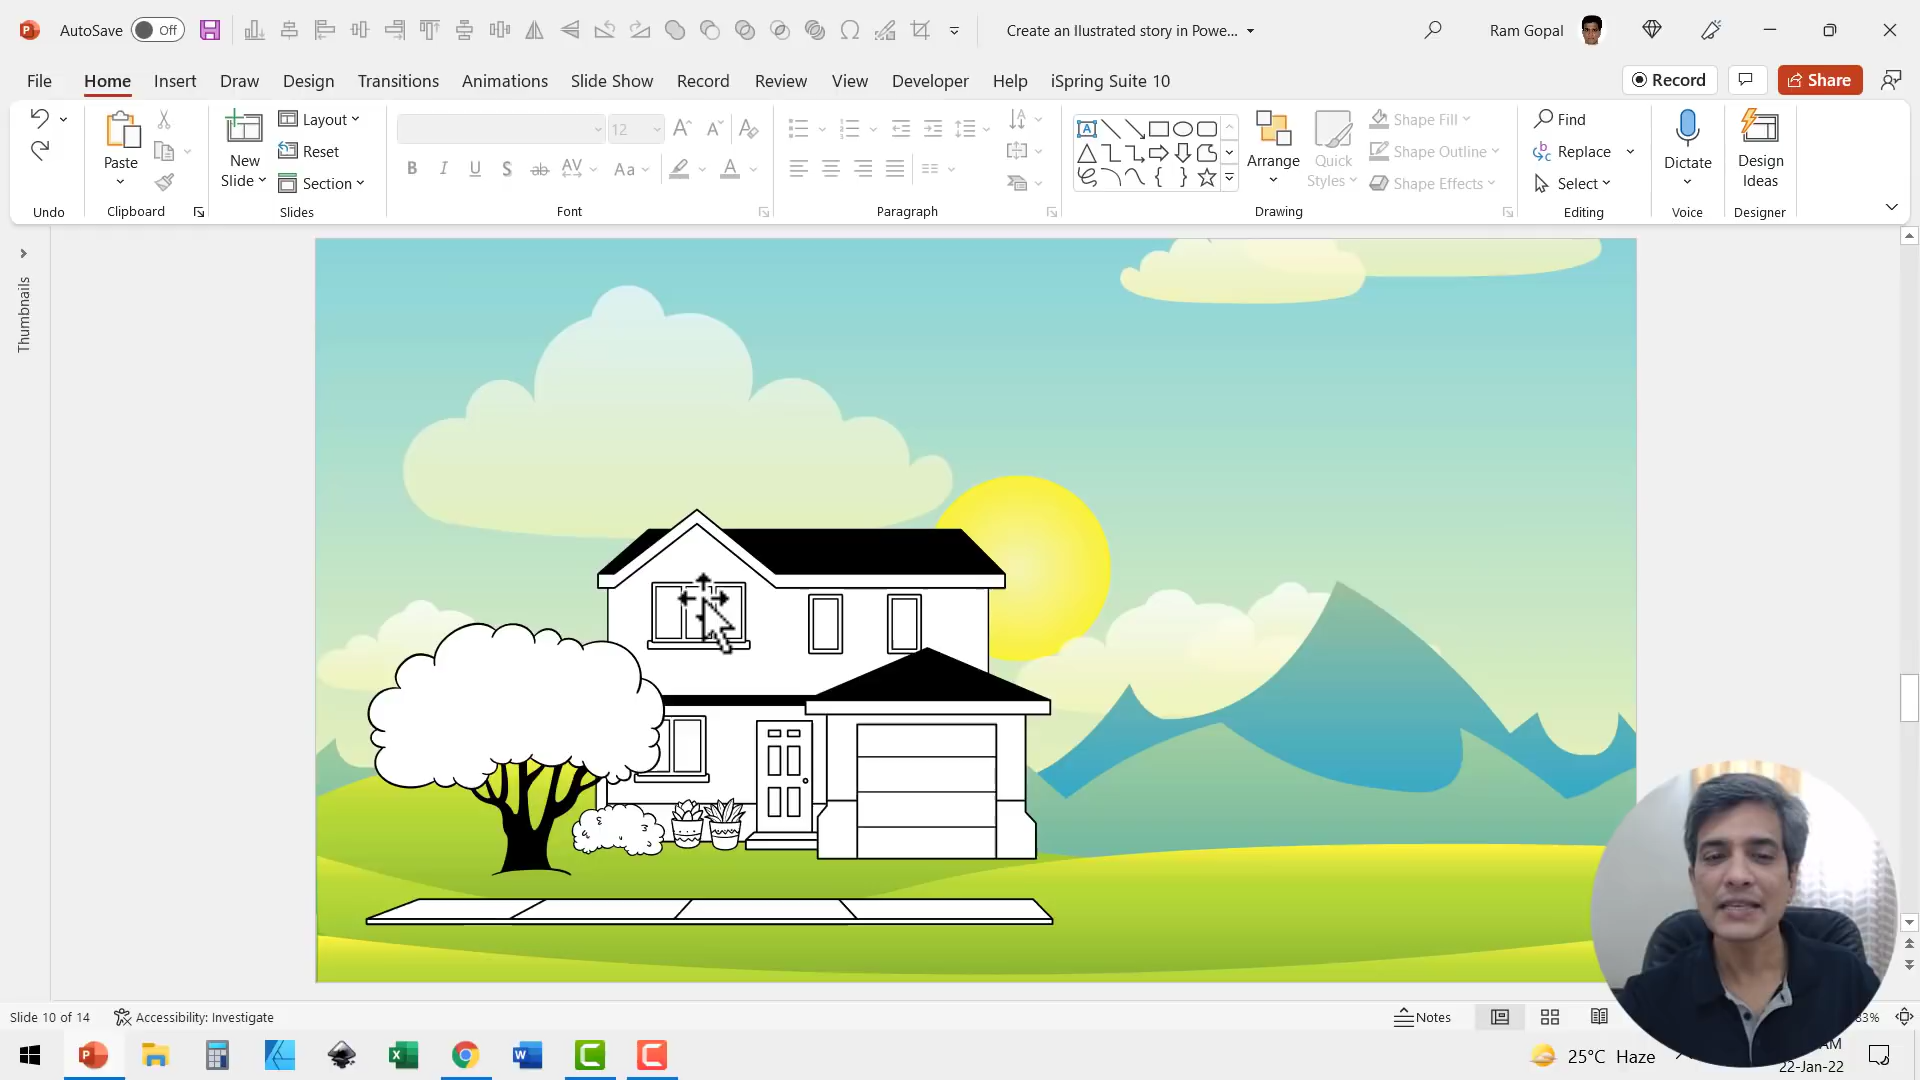 AutoSave Off Create an Ilustrated story in Powe... Ram Gopal
File Home Insert Draw Design Transitions Animations Slide Show Record Review View Developer Help iSpring Suite 10 Record Share
Paste
New
Slide
Layout
Reset
Section
12
Aa
Arrange
Quick
Styles
Shape Fill
Shape Outline
Shape Effects
Find
Replace
Select
Dictate
Design
Ideas
Undo Clipboard Slides Font Paragraph Drawing Editing Voice Designer
Thumbnails
Slide 10 of 14 Accessibility: Investigate Notes
25°C Haze
22-Jan-22